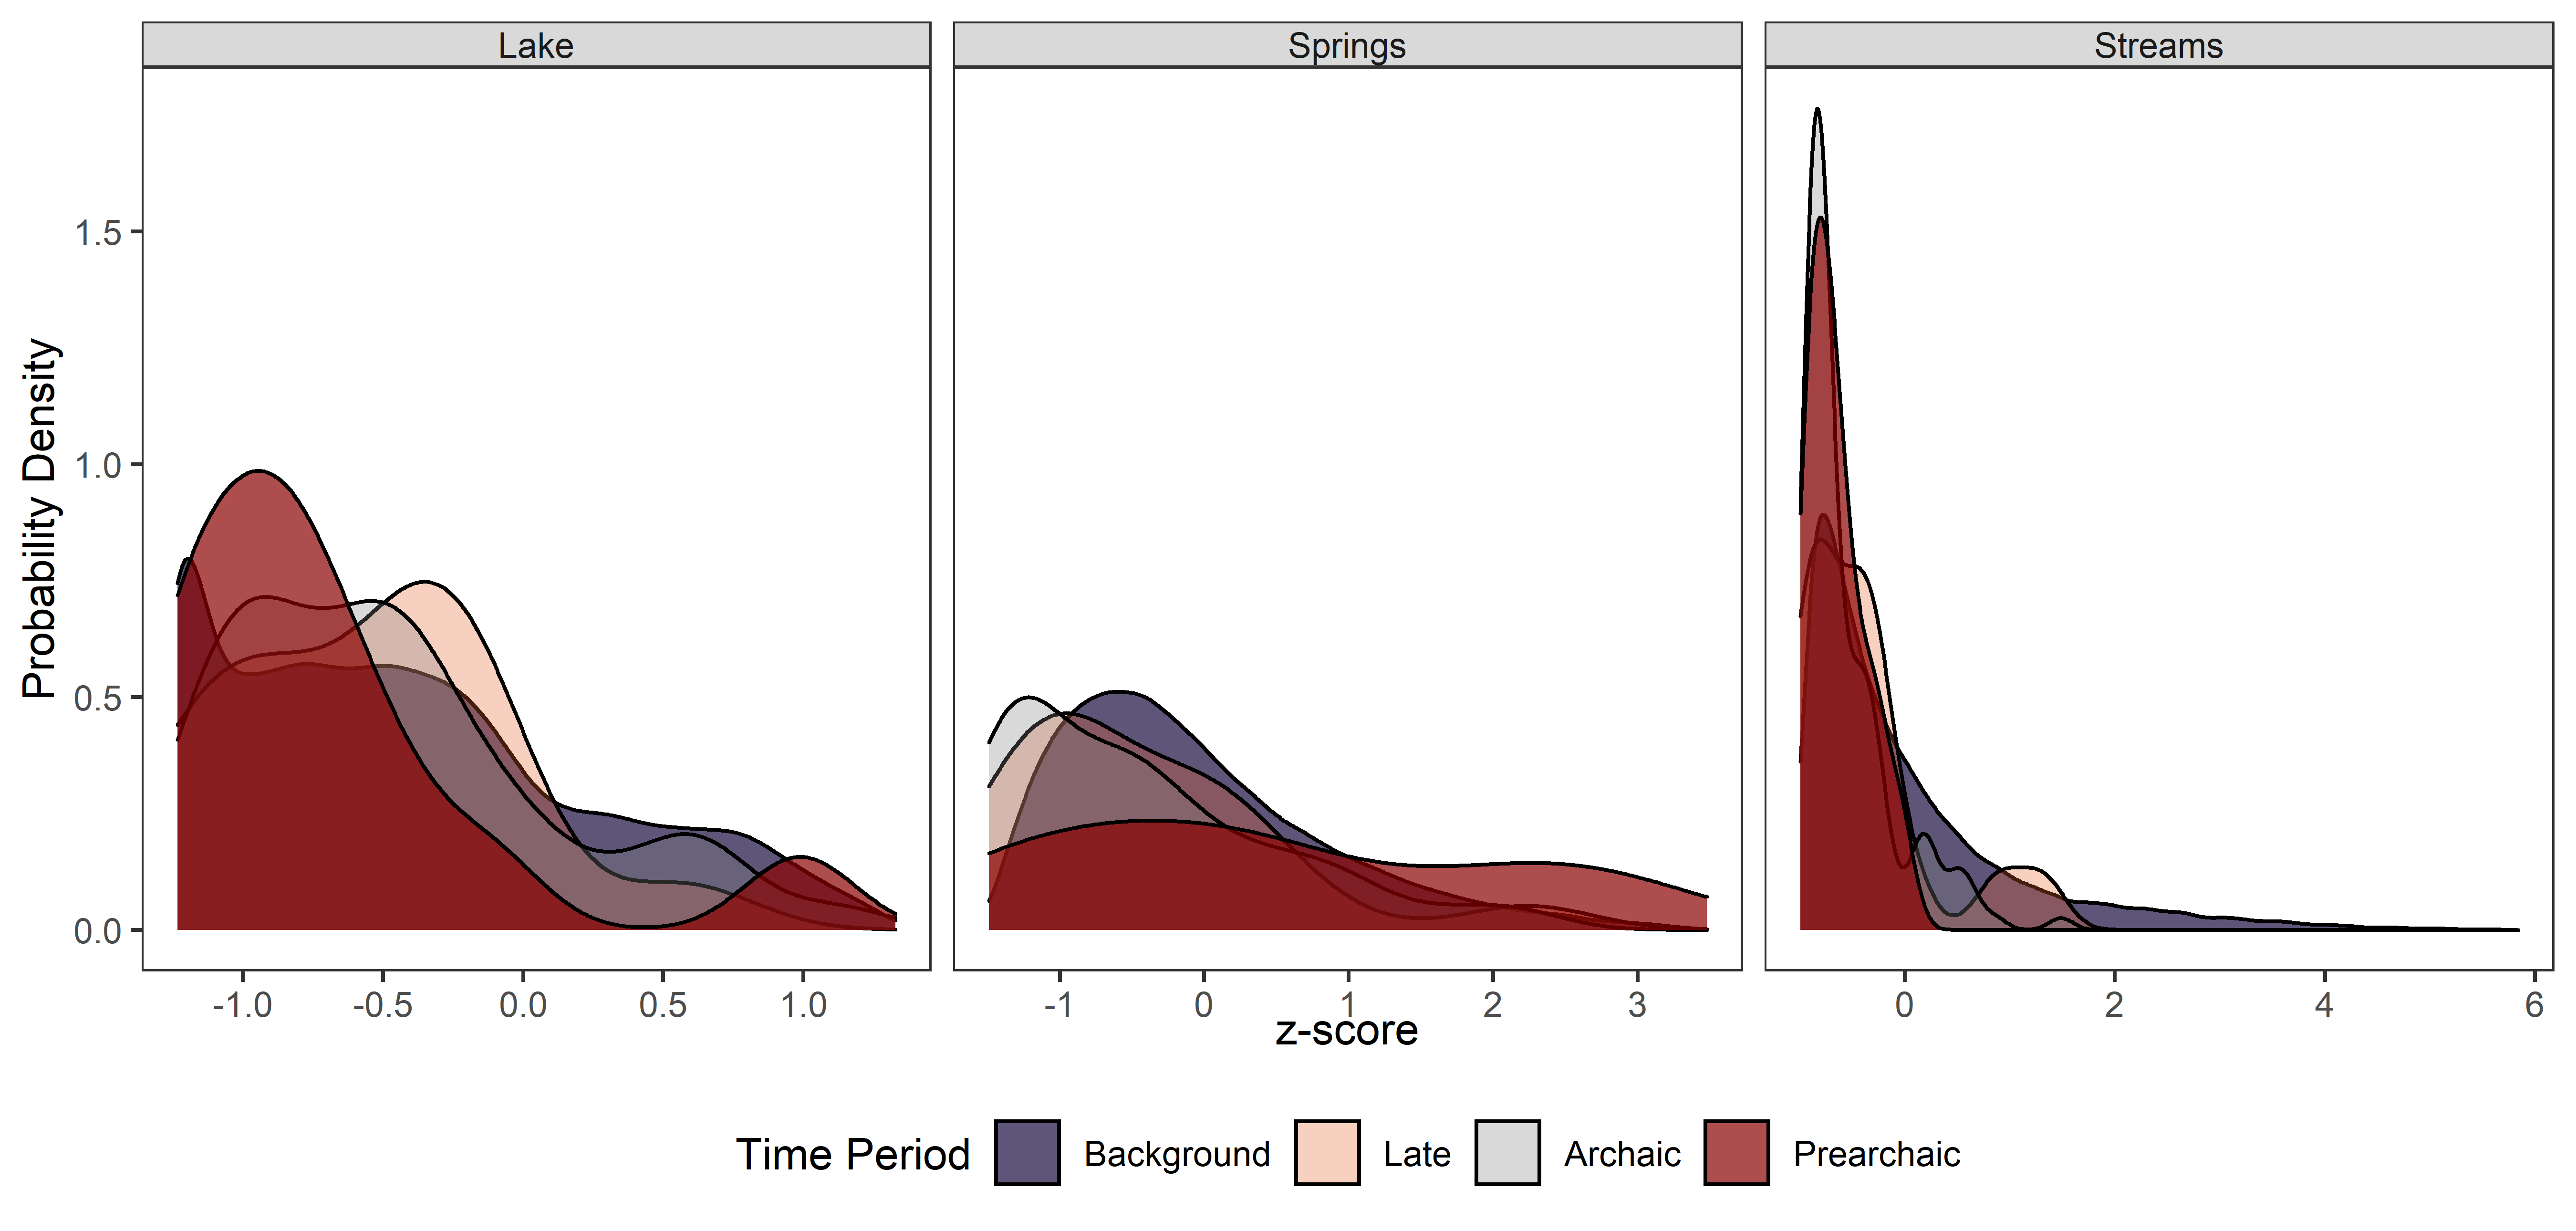 Lake Springs Streams
Probability Density
1.5
1.0
0.5
0.0
-1.0 -0.5 0.0 0.5 1.0 -1 0 1 2 3 0 2 4 6
z-score
Time Period Background Late Archaic Prearchaic